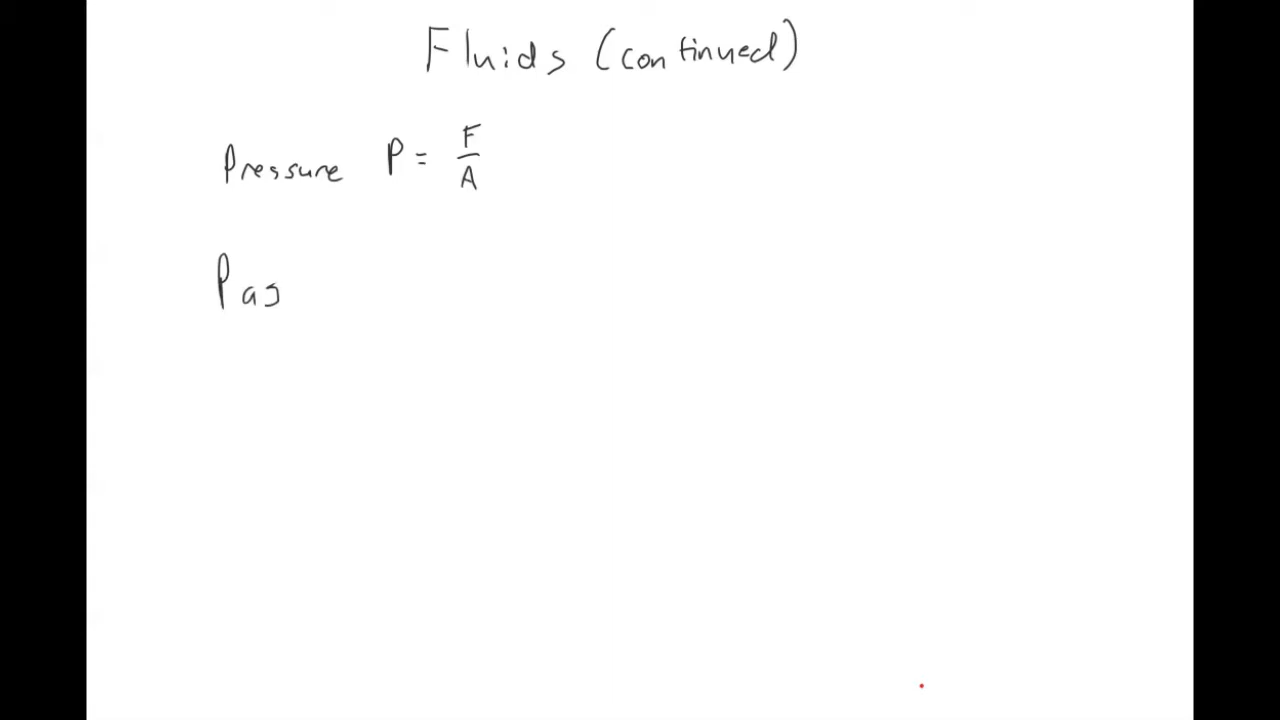 Fluids (continued)
Pressure P = F/A
Pas